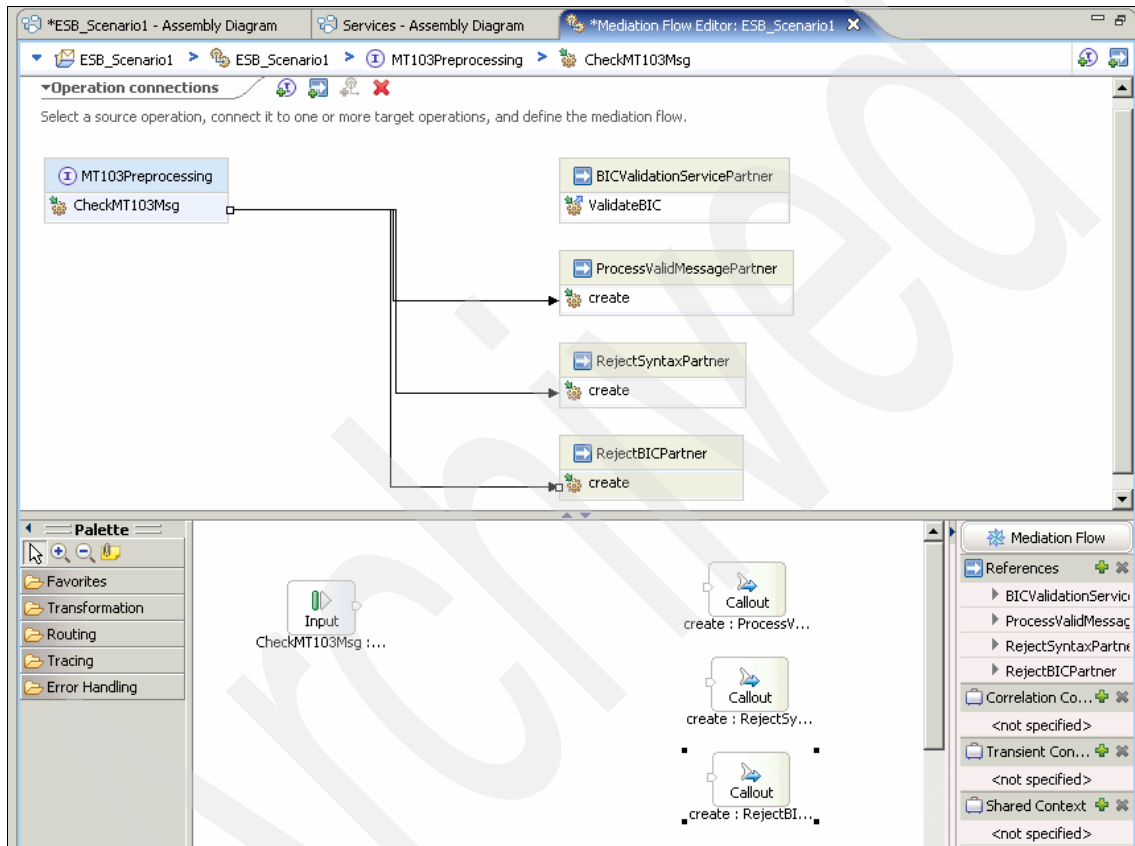 *ESB_Scenario1 - Assembly Diagram
Services - Assembly Diagram
*Mediation Flow Editor: ESB_Scenario1
ESB_Scenario1 > ESB_Scenario1 > MT103Preprocessing > CheckMT103Msg
Operation connections
Select a source operation, connect it to one or more target operations, and define the mediation flow.
MT103Preprocessing
CheckMT103Msg
BICValidationServicePartner
ValidateBIC
ProcessValidMessagePartner
create
RejectSyntaxPartner
create
RejectBICPartner
create
Palette
Favorites
Transformation
Routing
Tracing
Error Handling
Input
CheckMT103Msg :...
Callout
create : ProcessV...
Callout
create : RejectSy...
Callout
create : RejectBI...
Mediation Flow
References
BICValidationServic
ProcessValidMessag
RejectSyntaxPartne
RejectBICPartner
Correlation Co...
<not specified>
Transient Con...
<not specified>
Shared Context
<not specified>
Archived